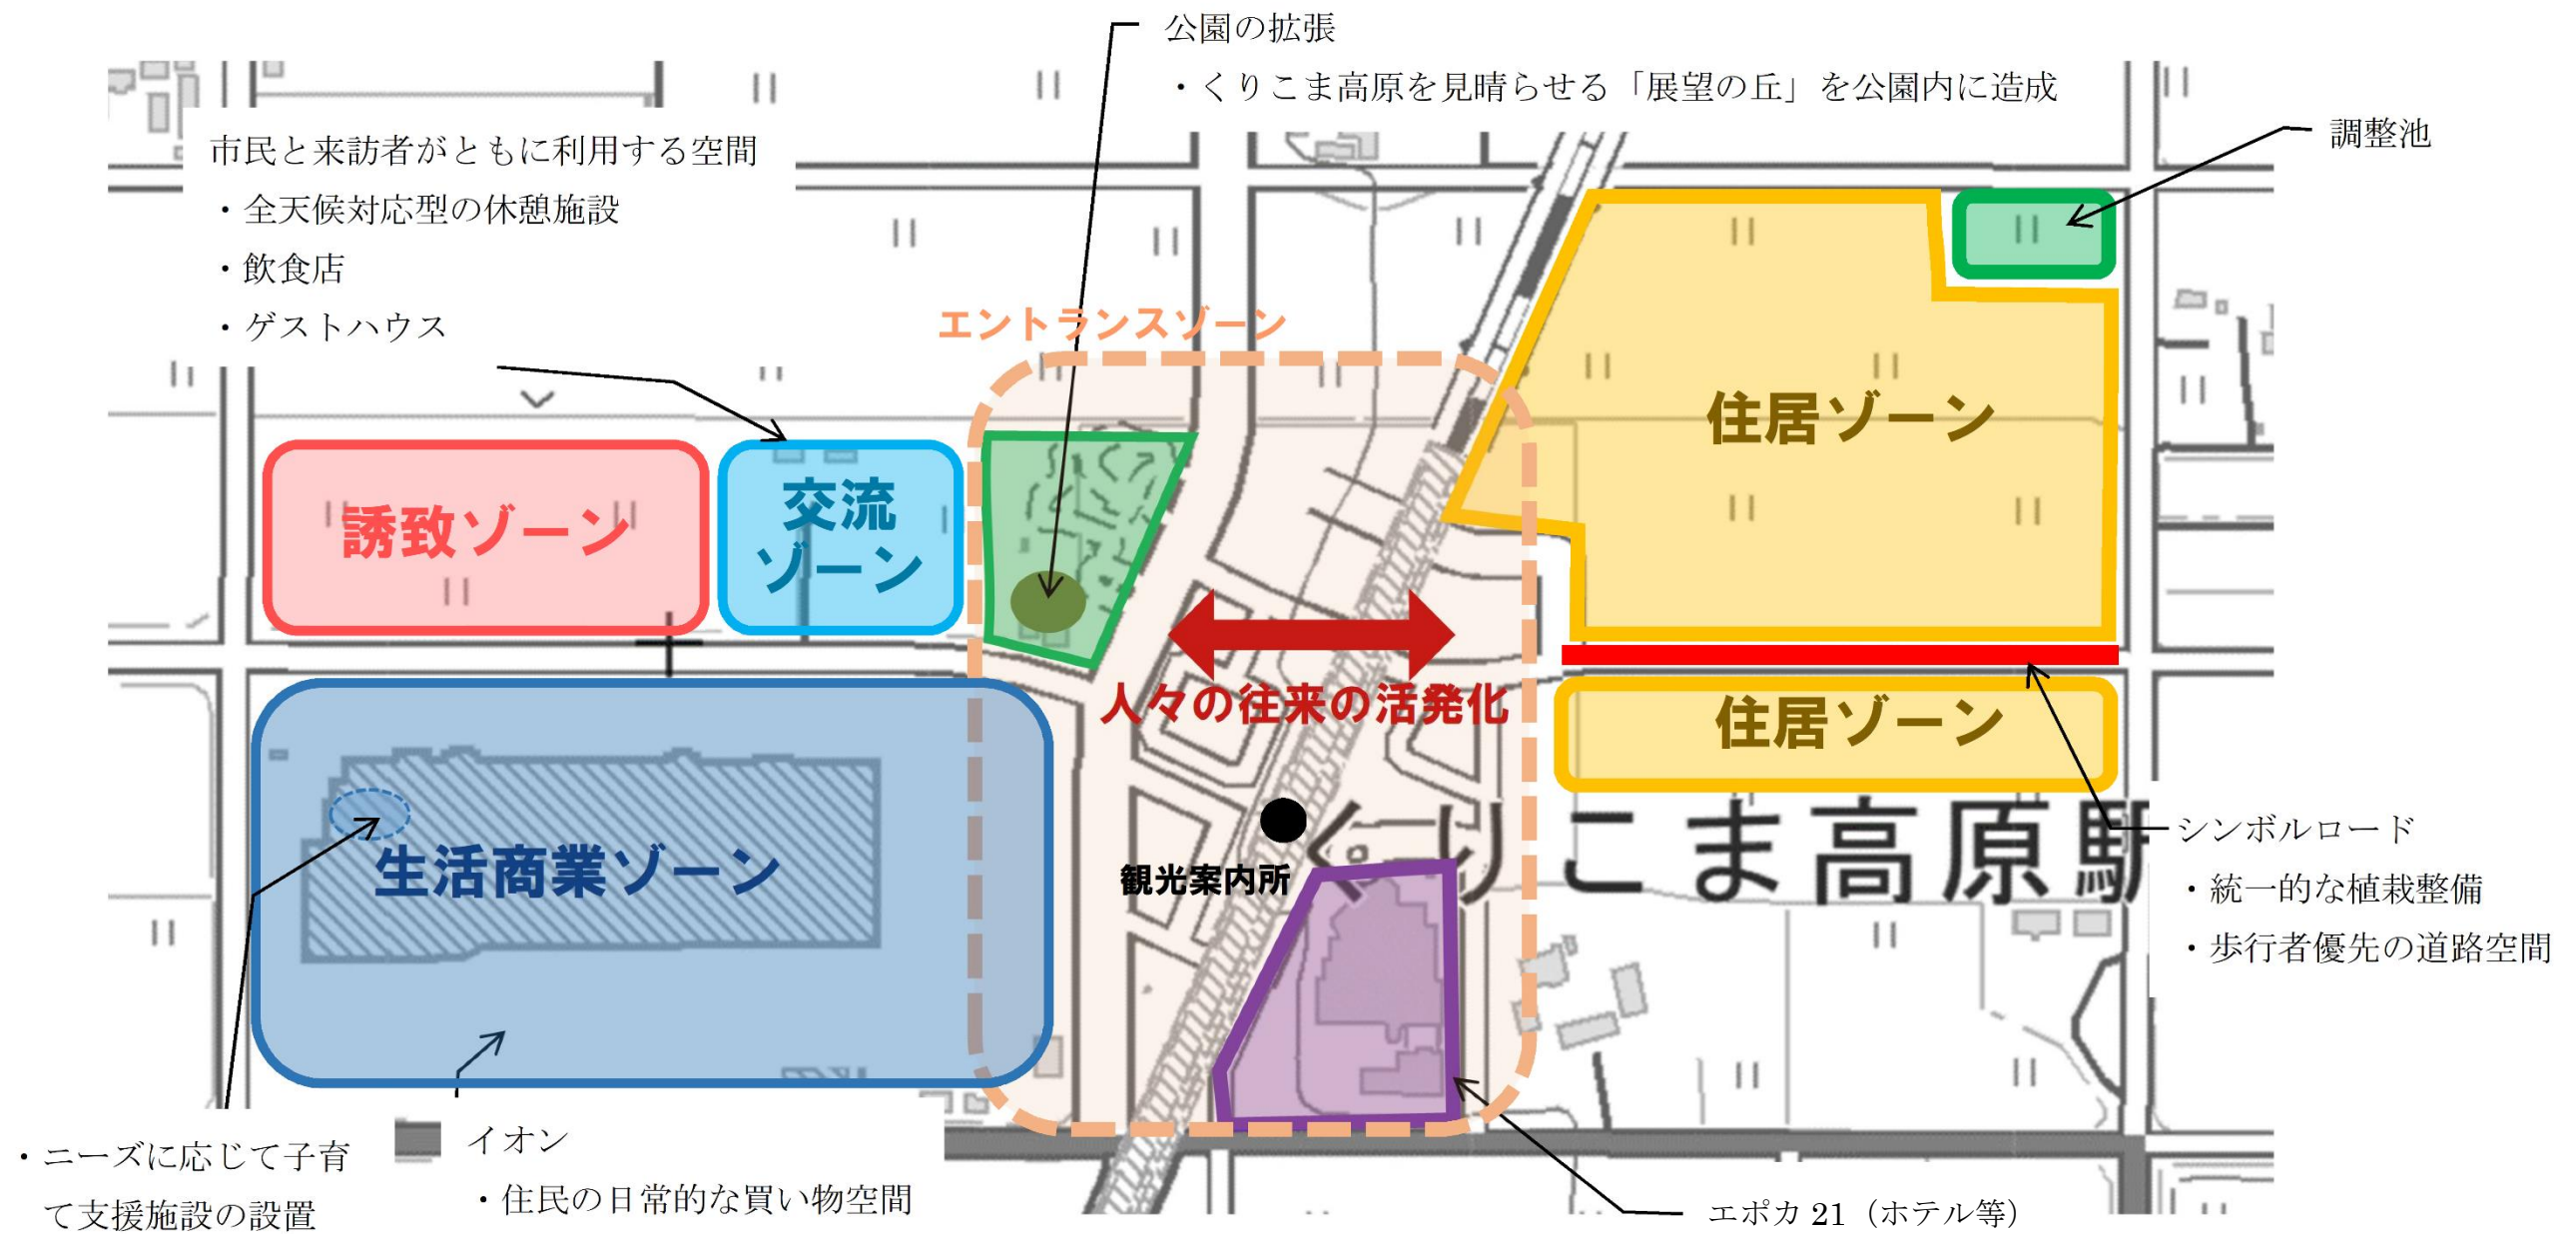 公園の拡張
・くりこま高原を見晴らせる「展望の丘」を公園内に造成
調整池
市民と来訪者がともに利用する空間
・全天候対応型の休憩施設
・飲食店
・ゲストハウス
エントランスゾーン
住居ゾーン
誘致ゾーン
交流
ゾーン
人々の往来の活発化
住居ゾーン
生活商業ゾーン
くりこま高原駅
観光案内所
シンボルロード
・統一的な植栽整備
・歩行者優先の道路空間
・ニーズに応じて子育
て支援施設の設置
イオン
・住民の日常的な買い物空間
エポカ 21（ホテル等）